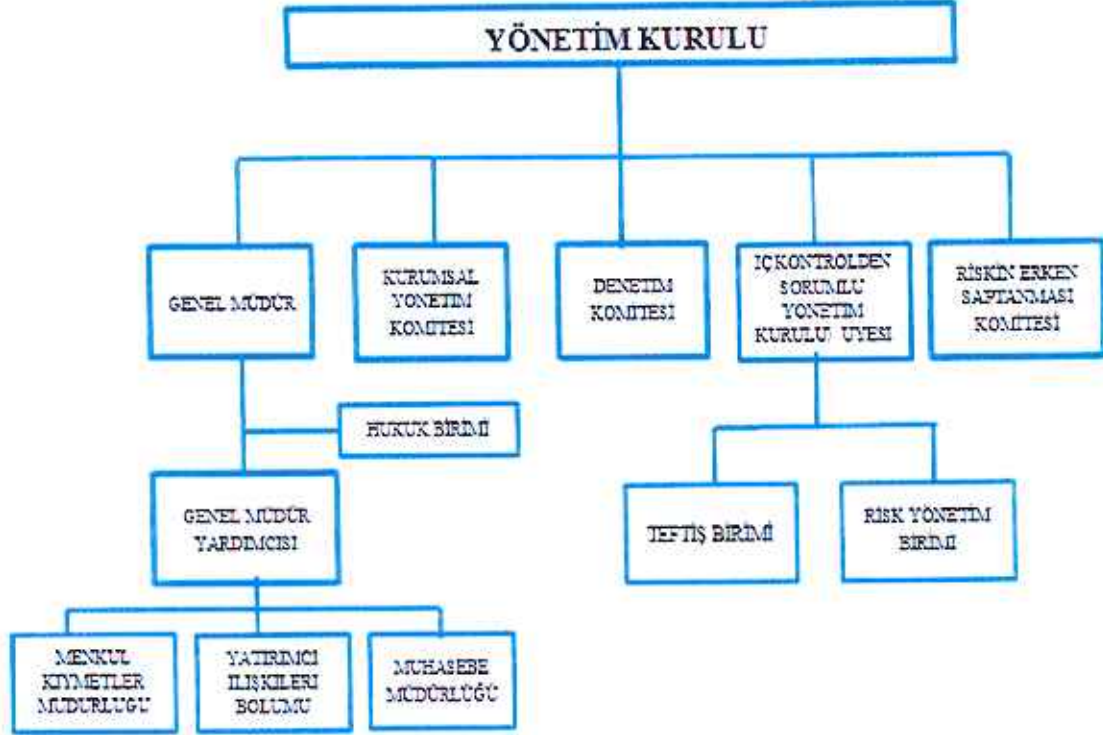 YÖNETİM KURULU
GENEL MÜDÜR
KURUMSAL
YÖNETİM
KOMİTESİ
DENETİM
KOMİTESİ
İÇ KONTROLDEN
SORUMLU
YÖNETİM
KURULU ÜYESİ
RİSKİN ERKEN
SAPTANMASI
KOMİTESİ
HUKUK BİRİMİ
GENEL MÜDÜR
YARDIMCISI
TEFTİŞ BİRİMİ
RİSK YÖNETİM
BİRİMİ
MENKUL
KIYMETLER
MÜDÜRLÜĞÜ
YATIRIMCI
İLİŞKİLERİ
BÖLÜMÜ
MUHASEBE
MÜDÜRLÜĞÜ